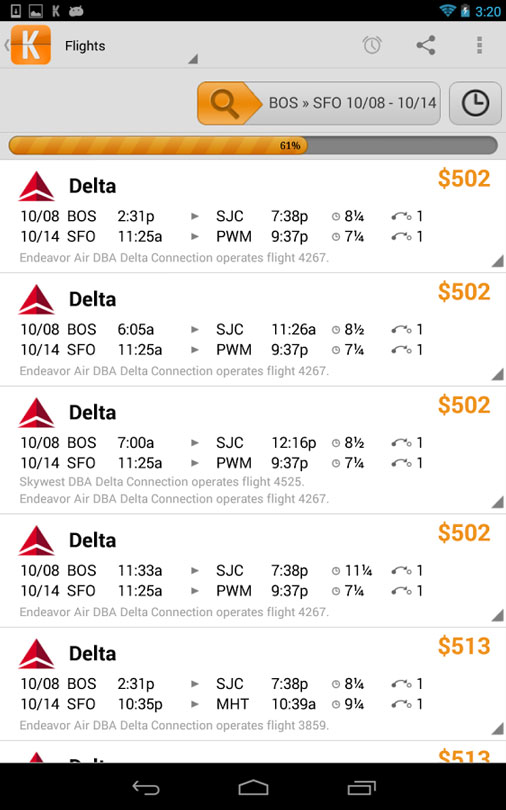 3:20
K Flights
BOS » SFO 10/08 - 10/14
61%
Delta $502
10/08 BOS 2:31p SJC 7:38p 8¼ 1
10/14 SFO 11:25a PWM 9:37p 7¼ 1
Endeavor Air DBA Delta Connection operates flight 4267.
Delta $502
10/08 BOS 6:05a SJC 11:26a 8½ 1
10/14 SFO 11:25a PWM 9:37p 7¼ 1
Endeavor Air DBA Delta Connection operates flight 4267.
Delta $502
10/08 BOS 7:00a SJC 12:16p 8½ 1
10/14 SFO 11:25a PWM 9:37p 7¼ 1
Skywest DBA Delta Connection operates flight 4525.
Endeavor Air DBA Delta Connection operates flight 4267.
Delta $502
10/08 BOS 11:33a SJC 7:38p 11¼ 1
10/14 SFO 11:25a PWM 9:37p 7¼ 1
Endeavor Air DBA Delta Connection operates flight 4267.
Delta $513
10/08 BOS 2:31p SJC 7:38p 8¼ 1
10/14 SFO 10:35p MHT 10:39a 9¼ 1
Endeavor Air DBA Delta Connection operates flight 3859.
Delta $513